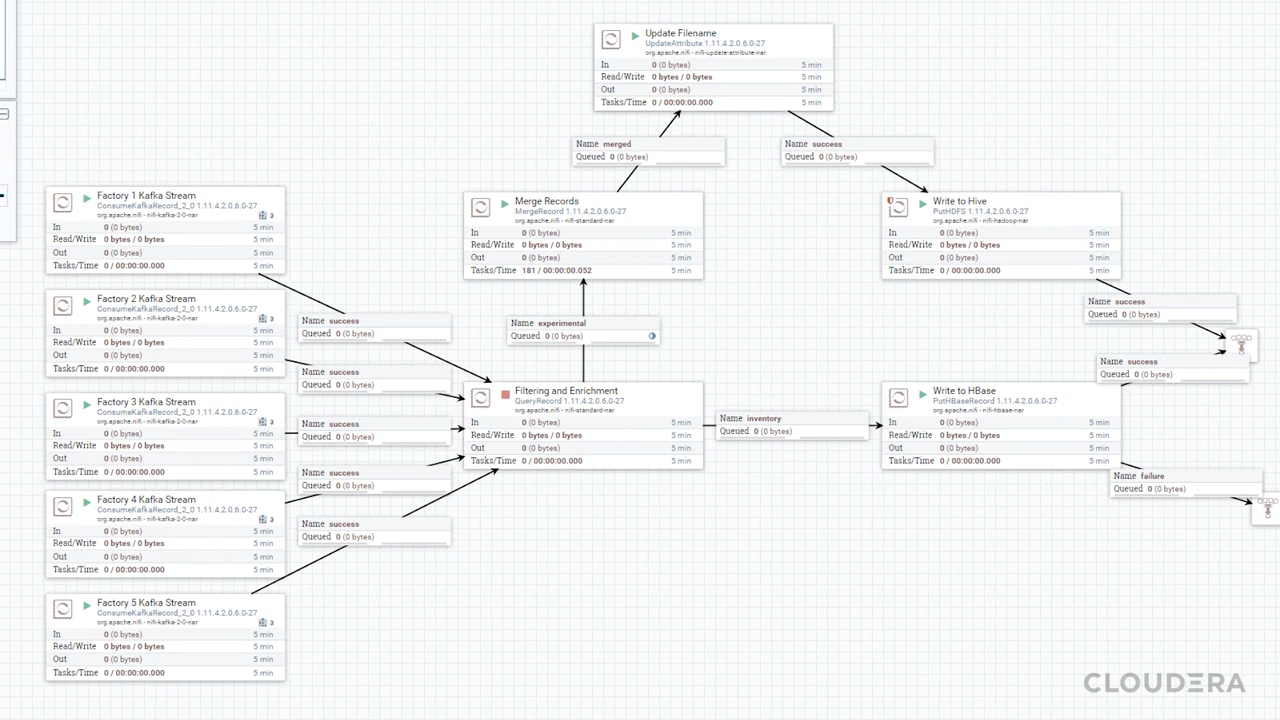 Update Filename
UpdateAttribute 1.11.4.2.0.6.0-27
org.apache.nifi - nifi-update-attribute-nar
In 0 (0 bytes) 5 min
Read/Write 0 bytes / 0 bytes 5 min
Out 0 (0 bytes) 5 min
Tasks/Time 0 / 00:00:00.000 5 min
Name merged
Queued 0 (0 bytes)
Name success
Queued 0 (0 bytes)
Factory 1 Kafka Stream
ConsumeKafkaRecord_2_0 1.11.4.2.0.6.0-27
org.apache.nifi - nifi-kafka-2-0-nar
3
In 0 (0 bytes) 5 min
Read/Write 0 bytes / 0 bytes 5 min
Out 0 (0 bytes) 5 min
Tasks/Time 0 / 00:00:00.000 5 min
Merge Records
MergeRecord 1.11.4.2.0.6.0-27
org.apache.nifi - nifi-standard-nar
In 0 (0 bytes) 5 min
Read/Write 0 bytes / 0 bytes 5 min
Out 0 (0 bytes) 5 min
Tasks/Time 181 / 00:00:00.052 5 min
Write to Hive
PutHDFS 1.11.4.2.0.6.0-27
org.apache.nifi - nifi-hadoop-nar
In 0 (0 bytes) 5 min
Read/Write 0 bytes / 0 bytes 5 min
Out 0 (0 bytes) 5 min
Tasks/Time 0 / 00:00:00.000 5 min
Factory 2 Kafka Stream
ConsumeKafkaRecord_2_0 1.11.4.2.0.6.0-27
org.apache.nifi - nifi-kafka-2-0-nar
3
In 0 (0 bytes) 5 min
Read/Write 0 bytes / 0 bytes 5 min
Out 0 (0 bytes) 5 min
Tasks/Time 0 / 00:00:00.000 5 min
Name success
Queued 0 (0 bytes)
Name experimental
Queued 0 (0 bytes)
Name success
Queued 0 (0 bytes)
Name success
Queued 0 (0 bytes)
Name success
Queued 0 (0 bytes)
Factory 3 Kafka Stream
ConsumeKafkaRecord_2_0 1.11.4.2.0.6.0-27
org.apache.nifi - nifi-kafka-2-0-nar
3
In 0 (0 bytes) 5 min
Read/Write 0 bytes / 0 bytes 5 min
Out 0 (0 bytes) 5 min
Tasks/Time 0 / 00:00:00.000 5 min
Name success
Queued 0 (0 bytes)
Filtering and Enrichment
QueryRecord 1.11.4.2.0.6.0-27
org.apache.nifi - nifi-standard-nar
In 0 (0 bytes) 5 min
Read/Write 0 bytes / 0 bytes 5 min
Out 0 (0 bytes) 5 min
Tasks/Time 0 / 00:00:00.000 5 min
Name inventory
Queued 0 (0 bytes)
Write to HBase
PutHBaseRecord 1.11.4.2.0.6.0-27
org.apache.nifi - nifi-hbase-nar
In 0 (0 bytes) 5 min
Read/Write 0 bytes / 0 bytes 5 min
Out 0 (0 bytes) 5 min
Tasks/Time 0 / 00:00:00.000 5 min
Name failure
Queued 0 (0 bytes)
Name success
Queued 0 (0 bytes)
Factory 4 Kafka Stream
ConsumeKafkaRecord_2_0 1.11.4.2.0.6.0-27
org.apache.nifi - nifi-kafka-2-0-nar
3
In 0 (0 bytes) 5 min
Read/Write 0 bytes / 0 bytes 5 min
Out 0 (0 bytes) 5 min
Tasks/Time 0 / 00:00:00.000 5 min
Name success
Queued 0 (0 bytes)
Factory 5 Kafka Stream
ConsumeKafkaRecord_2_0 1.11.4.2.0.6.0-27
org.apache.nifi - nifi-kafka-2-0-nar
3
In 0 (0 bytes) 5 min
Read/Write 0 bytes / 0 bytes 5 min
Out 0 (0 bytes) 5 min
Tasks/Time 0 / 00:00:00.000 5 min
CLOUDERA